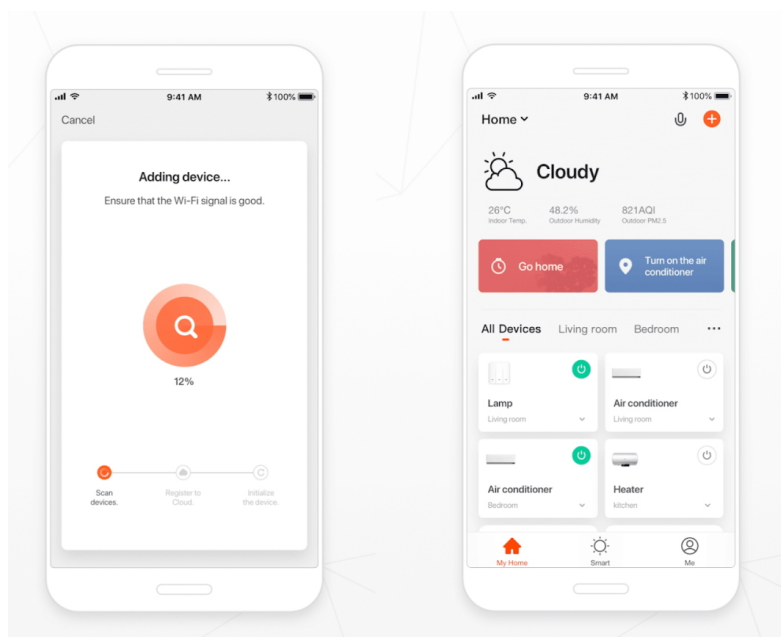 9:41 AM
100%
Cancel
Adding device...
Ensure that the Wi-Fi signal is good.
12%
Scan
devices.
Register to
Cloud.
Initialize
the device.
9:41 AM
100%
Home
Cloudy
26°C
48.2%
821AQI
Indoor Temp.
Outdoor Humidity
Outdoor PM2.5
Go home
Turn on the air
conditioner
All Devices
Living room
Bedroom
Lamp
Living room
Air conditioner
Living room
Air conditioner
Bedroom
Heater
kitchen
My Home
Smart
Me